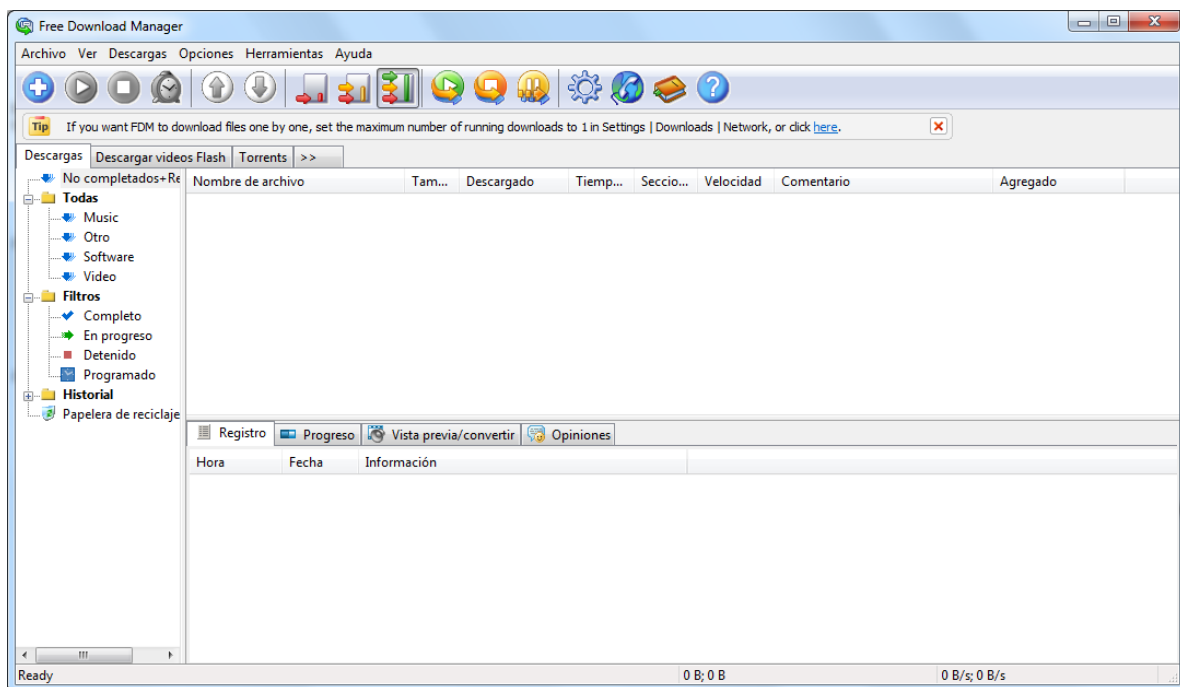 Free Download Manager
Archivo Ver Descargas Opciones Herramientas Ayuda
Tip If you want FDM to download files one by one, set the maximum number of running downloads to 1 in Settings | Downloads | Network, or click here.
Descargas Descargar videos Flash Torrents >>
No completados+Re
Nombre de archivo Tam... Descargado Tiemp... Seccio... Velocidad Comentario Agregado
Todas
Music
Otro
Software
Video
Filtros
Completo
En progreso
Detenido
Programado
Historial
Papelera de reciclaje
Registro Progreso Vista previa/convertir Opiniones
Hora Fecha Información
Ready 0 B; 0 B 0 B/s; 0 B/s